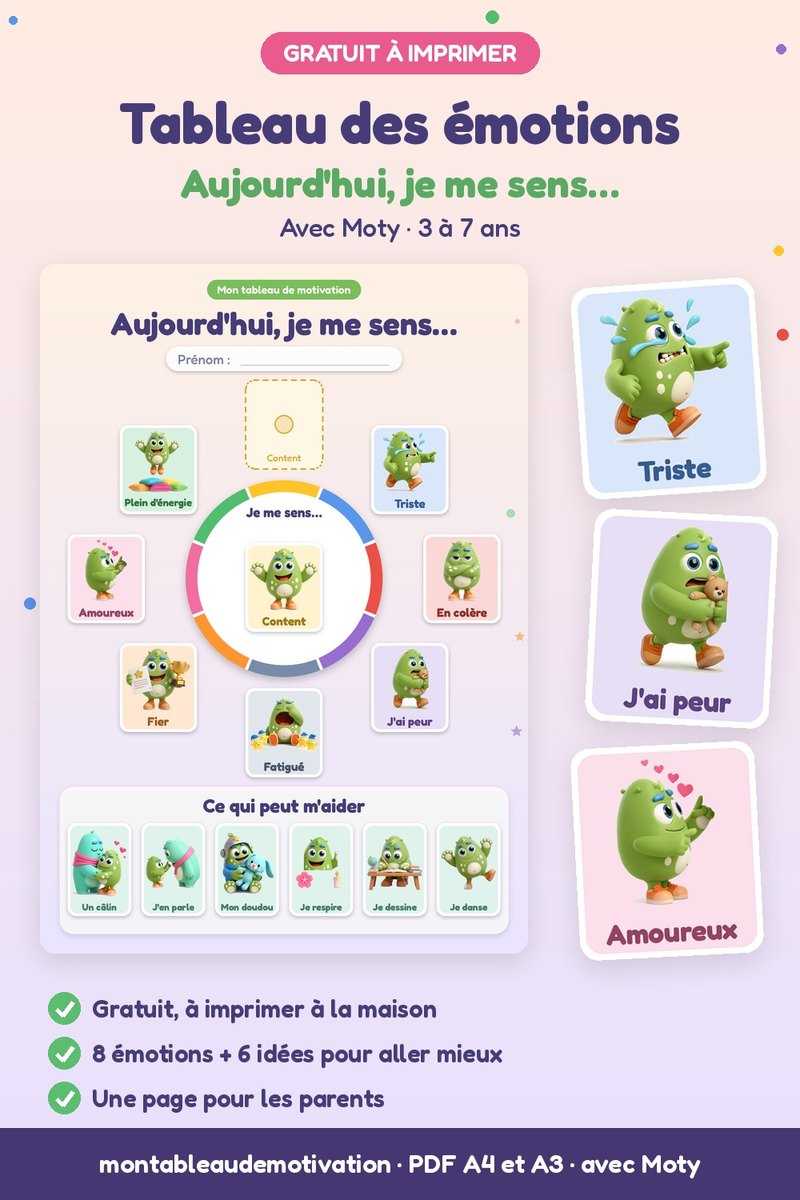 GRATUIT À IMPRIMER
Tableau des émotions
Aujourd'hui, je me sens...
Avec Moty · 3 à 7 ans
Mon tableau de motivation
Aujourd'hui, je me sens...
Prénom :
Content
Plein d'énergie
Triste
Je me sens...
Amoureux
Content
En colère
Fier
J'ai peur
Fatigué
Ce qui peut m'aider
Un câlin
J'en parle
Mon doudou
Je respire
Je dessine
Je danse
Triste
J'ai peur
Amoureux
Gratuit, à imprimer à la maison
8 émotions + 6 idées pour aller mieux
Une page pour les parents
montableaudemotivation · PDF A4 et A3 · avec Moty